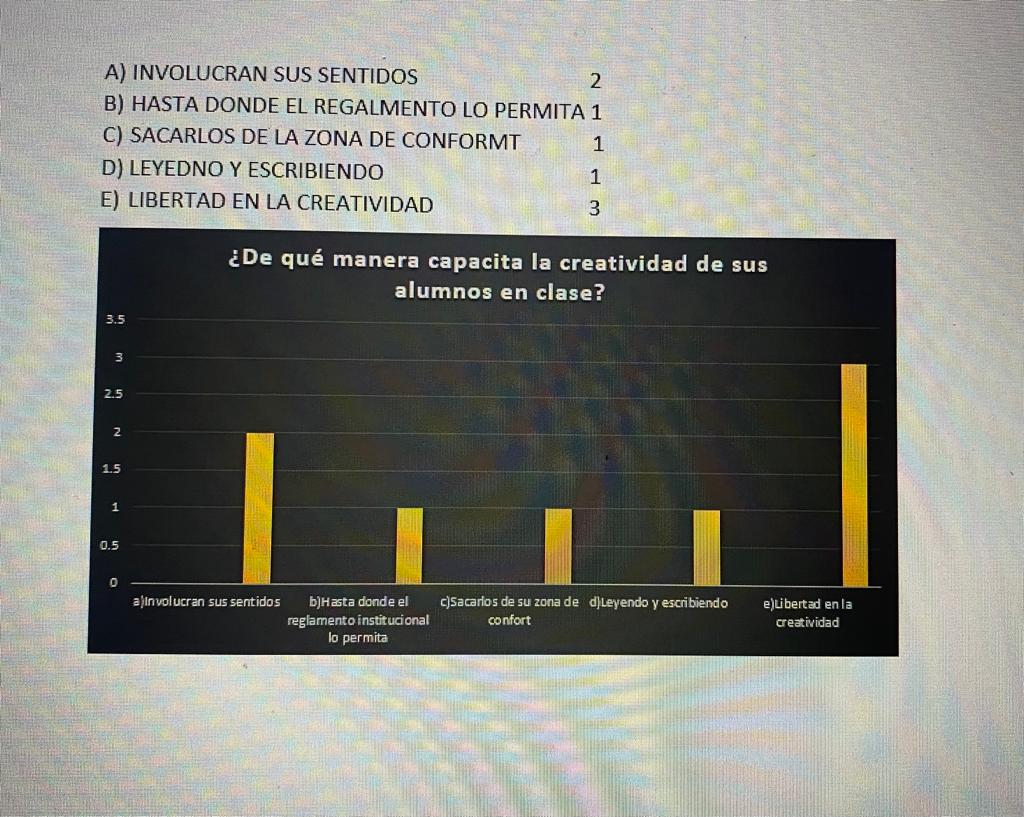 A) INVOLUCRAN SUS SENTIDOS 2
B) HASTA DONDE EL REGALMENTO LO PERMITA 1
C) SACARLOS DE LA ZONA DE CONFORMT 1
D) LEYEDNO Y ESCRIBIENDO 1
E) LIBERTAD EN LA CREATIVIDAD 3
¿De qué manera capacita la creatividad de sus
alumnos en clase?
3.5
3
2.5
2
1.5
1
0.5
0
a)Involucran sus sentidos
b)Hasta donde el
reglamento institucional
lo permita
c)Sacarlos de su zona de
confort
d)Leyendo y escribiendo
e)Libertad en la
creatividad